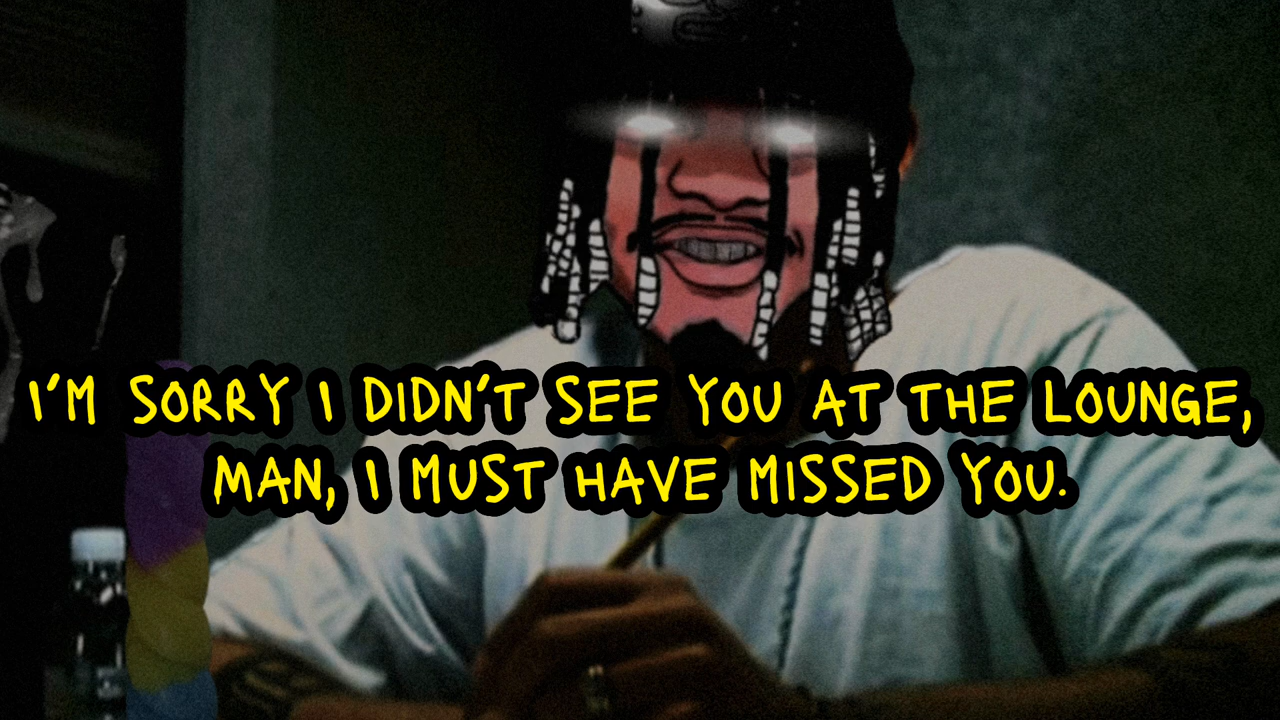 I'M SORRY I DIDN'T SEE YOU AT THE LOUNGE,
MAN, I MUST HAVE MISSED YOU.